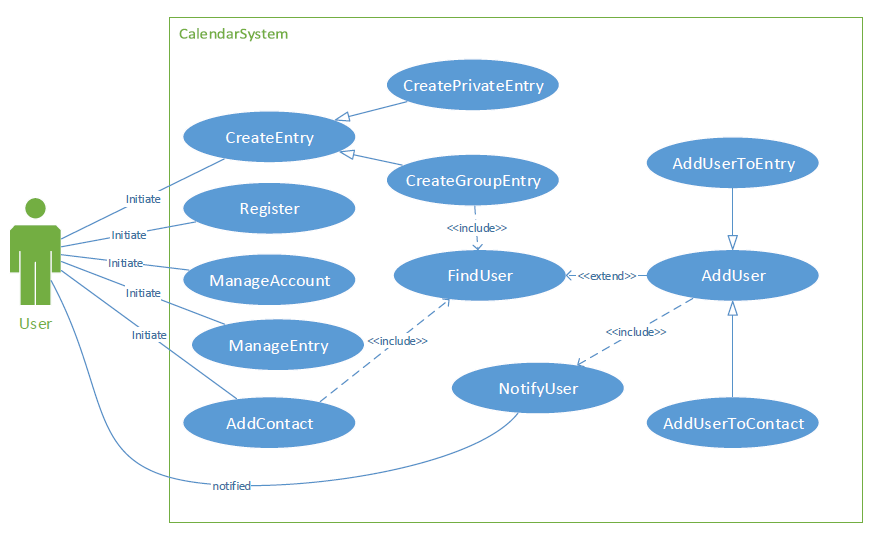 CalendarSystem
CreatePrivateEntry
CreateEntry
AddUserToEntry
CreateGroupEntry
Initiate
Register
<<include>>
Initiate
Initiate
FindUser
<<extend>>
AddUser
ManageAccount
Initiate
User
Initiate
<<include>>
<<include>>
ManageEntry
NotifyUser
AddContact
AddUserToContact
notified